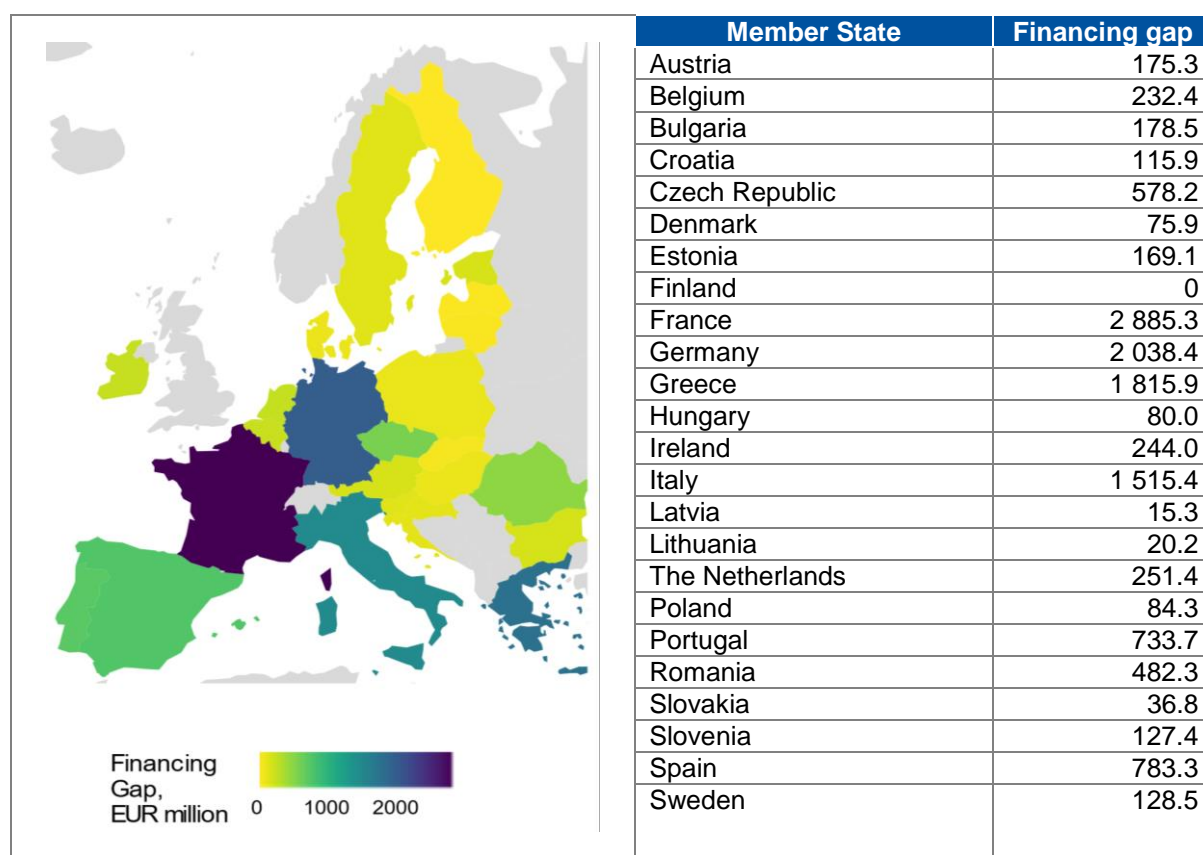 Member State Financing gap
Austria 175.3
Belgium 232.4
Bulgaria 178.5
Croatia 115.9
Czech Republic 578.2
Denmark 75.9
Estonia 169.1
Finland 0
France 2 885.3
Germany 2 038.4
Greece 1 815.9
Hungary 80.0
Ireland 244.0
Italy 1 515.4
Latvia 15.3
Lithuania 20.2
The Netherlands 251.4
Poland 84.3
Portugal 733.7
Romania 482.3
Slovakia 36.8
Slovenia 127.4
Spain 783.3
Sweden 128.5
Financing
Gap,
EUR million
0 1000 2000